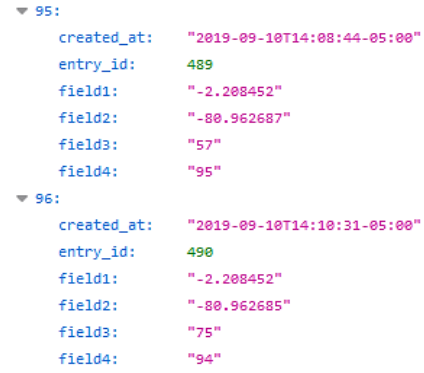 95:
created_at: "2019-09-10T14:08:44-05:00"
entry_id: 489
field1: "-2.208452"
field2: "-80.962687"
field3: "57"
field4: "95"
96:
created_at: "2019-09-10T14:10:31-05:00"
entry_id: 490
field1: "-2.208452"
field2: "-80.962685"
field3: "75"
field4: "94"